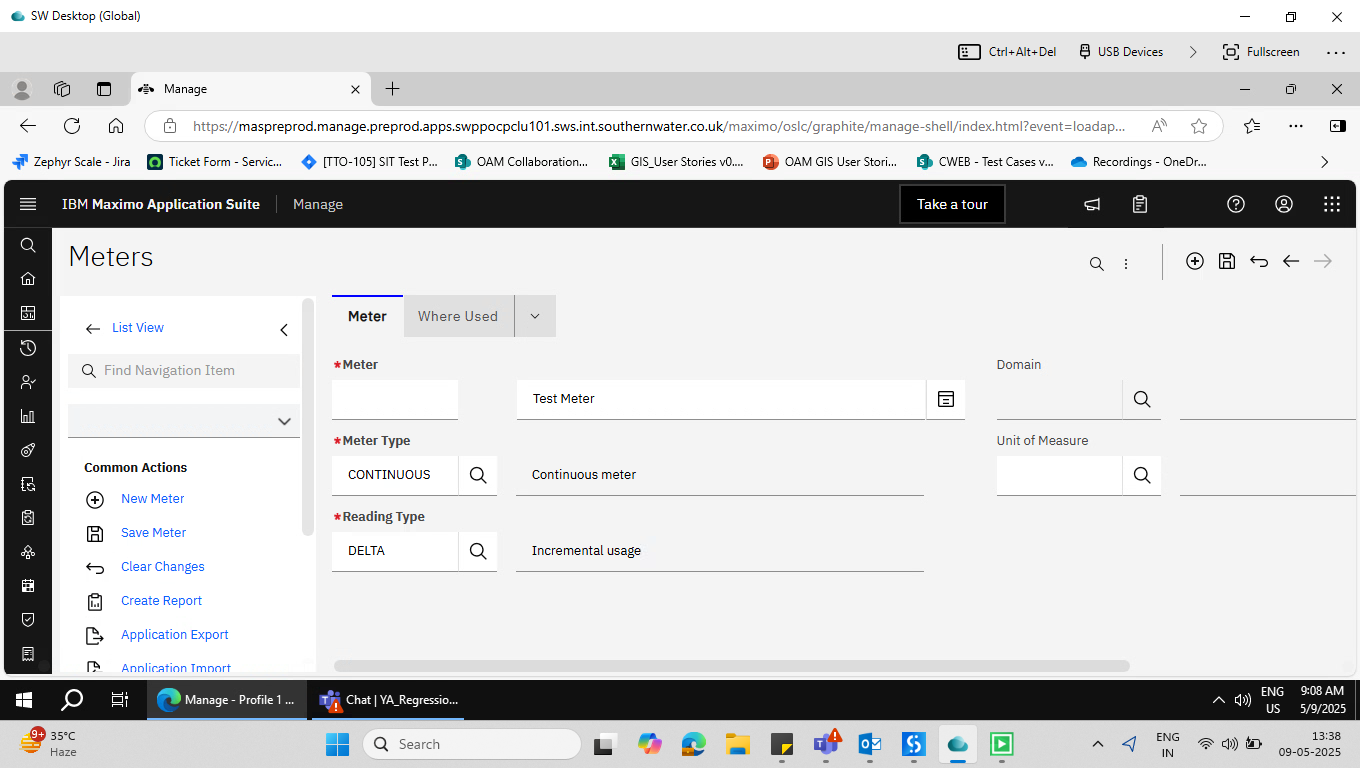 SW Desktop (Global)
Ctrl+Alt+Del
USB Devices
Fullscreen
Manage
https://maspreprod.manage.preprod.apps.swppocpclu101.sws.int.southernwater.co.uk/maximo/oslc/graphite/manage-shell/index.html?event=loadap...
Zephyr Scale - Jira
Ticket Form - Servic...
[TTO-105] SIT Test P...
OAM Collaboration...
GIS_User Stories v0....
OAM GIS User Stori...
CWEB - Test Cases v...
Recordings - OneDr...
IBM Maximo Application Suite
Manage
Take a tour
Meters
List View
Find Navigation Item
Common Actions
New Meter
Save Meter
Clear Changes
Create Report
Application Export
Application Import
Meter
Where Used
*Meter
Test Meter
Domain
*Meter Type
CONTINUOUS
Continuous meter
Unit of Measure
*Reading Type
DELTA
Incremental usage
Manage - Profile 1 ...
Chat | YA_Regressio...
ENG
US
9:08 AM
5/9/2025
9+
35°C
Haze
Search
ENG
IN
13:38
09-05-2025